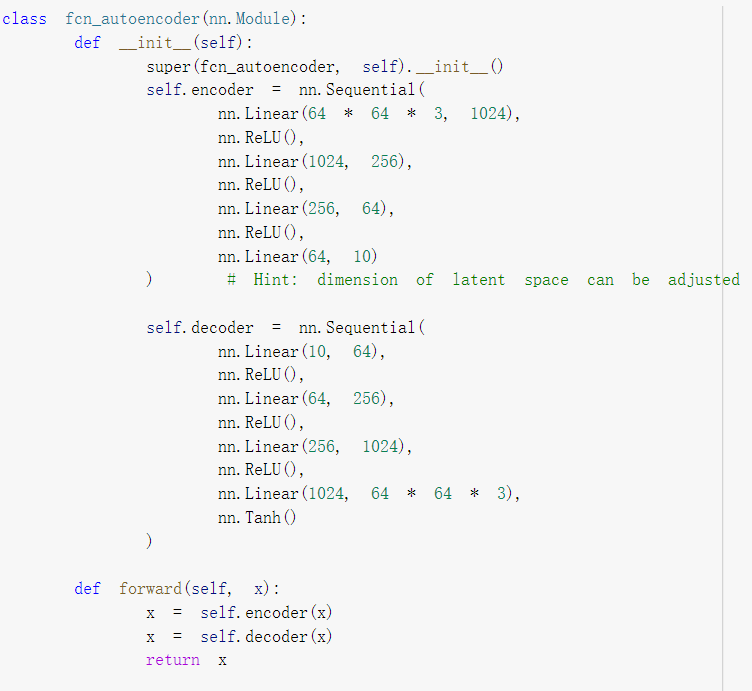 class fcn_autoencoder(nn.Module):
    def __init__(self):
        super(fcn_autoencoder, self).__init__()
        self.encoder = nn.Sequential(
            nn.Linear(64 * 64 * 3, 1024),
            nn.ReLU(),
            nn.Linear(1024, 256),
            nn.ReLU(),
            nn.Linear(256, 64),
            nn.ReLU(),
            nn.Linear(64, 10)
        )        # Hint: dimension of latent space can be adjusted

        self.decoder = nn.Sequential(
            nn.Linear(10, 64),
            nn.ReLU(),
            nn.Linear(64, 256),
            nn.ReLU(),
            nn.Linear(256, 1024),
            nn.ReLU(),
            nn.Linear(1024, 64 * 64 * 3),
            nn.Tanh()
        )

    def forward(self, x):
        x = self.encoder(x)
        x = self.decoder(x)
        return x